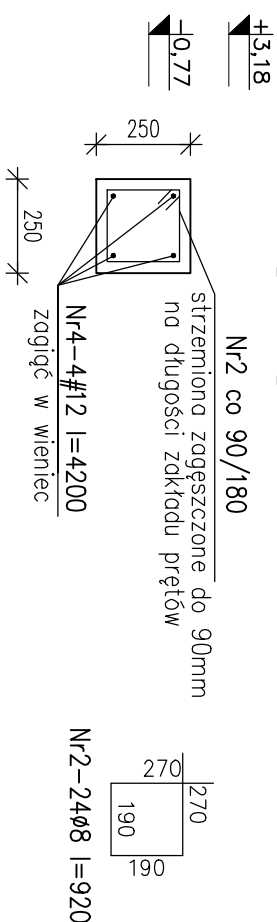 +3,18
-0,77
250
250
Nr2 co 90/180
strzemiona zagęszczone do 90mm
na długości zakładu prętów
Nr4-4#12 l=4200
zagiąć w wieniec
270
270
190
190
Nr2-24ø8 l=920